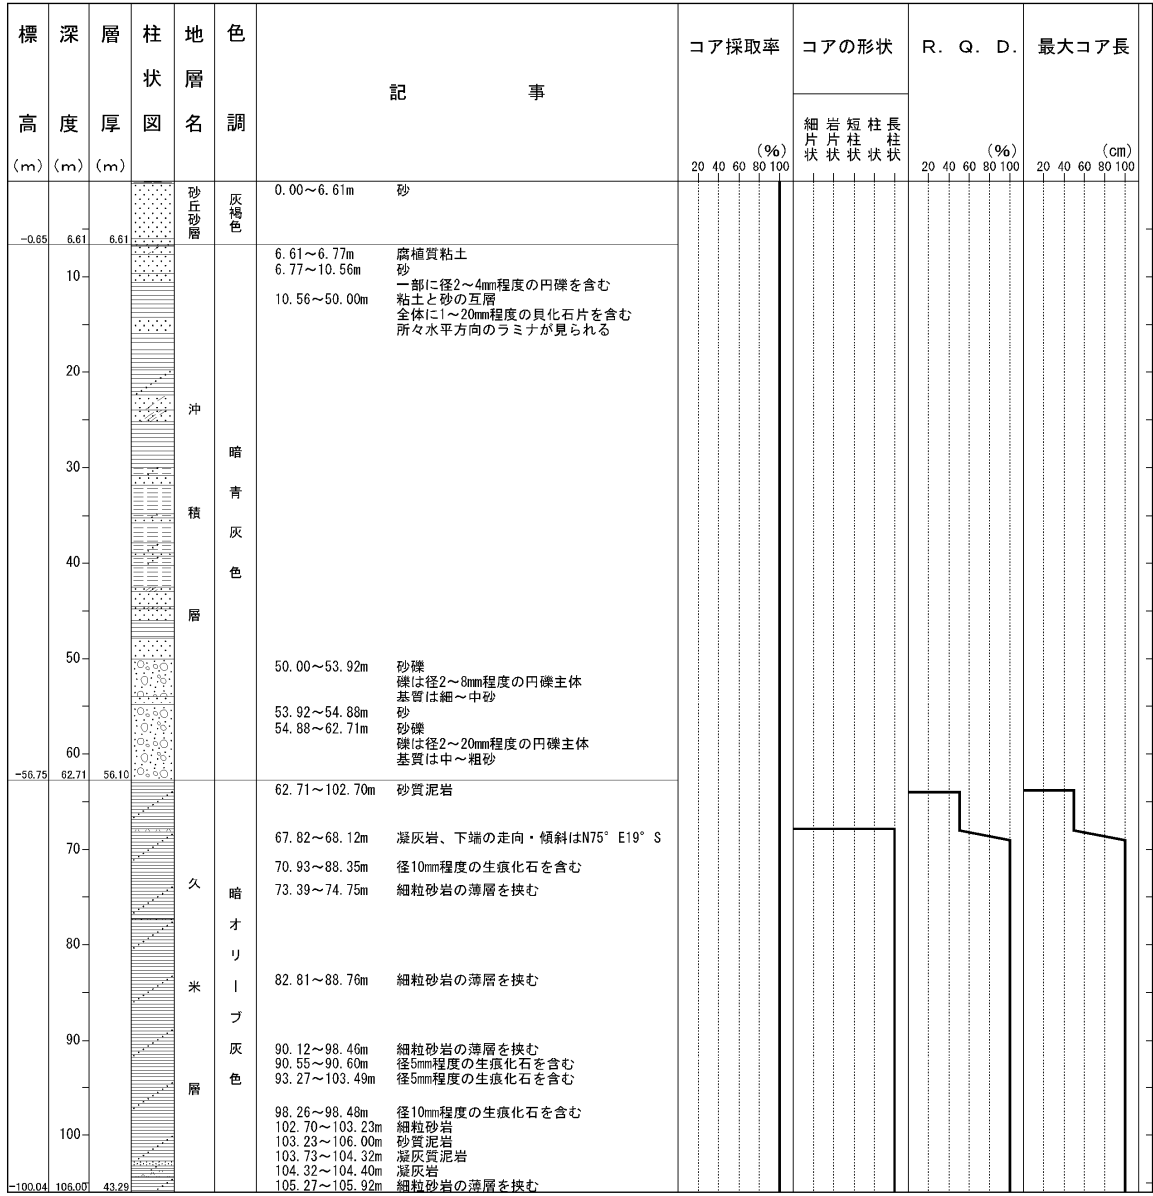 標高(m)
深度(m)
層厚(m)
柱状図
地層名
色調
記事
コア採取率
(%)
20 40 60 80 100
コアの形状
細片状
岩片状
短柱状
柱状
長柱状
R. Q. D.
(%)
20 40 60 80 100
最大コア長
(cm)
20 40 60 80 100
砂丘砂層
灰褐色
0.00～6.61m 砂
-0.65 6.61 6.61
6.61～6.77m 腐植質粘土
6.77～10.56m 砂
一部に径2～4mm程度の円礫を含む
10.56～50.00m 粘土と砂の互層
全体に1～20mm程度の貝化石片を含む
所々水平方向のラミナが見られる
10
20
30
40
50
60
沖積層
暗青灰色
50.00～53.92m 砂礫
礫は径2～8mm程度の円礫主体
基質は細～中砂
53.92～54.88m 砂
54.88～62.71m 砂礫
礫は径2～20mm程度の円礫主体
基質は中～粗砂
-56.75 62.71 56.10
62.71～102.70m 砂質泥岩
67.82～68.12m 凝灰岩、下端の走向・傾斜はN75°E19°S
70.93～88.35m 径10mm程度の生痕化石を含む
73.39～74.75m 細粒砂岩の薄層を挟む
70
80
90
100
久米層
暗オリーブ灰色
82.81～88.76m 細粒砂岩の薄層を挟む
90.12～98.46m 細粒砂岩の薄層を挟む
90.55～90.60m 径5mm程度の生痕化石を含む
93.27～103.49m 径5mm程度の生痕化石を含む
98.26～98.48m 径10mm程度の生痕化石を含む
102.70～103.23m 細粒砂岩
103.23～106.00m 砂質泥岩
103.73～104.32m 凝灰質泥岩
104.32～104.40m 凝灰岩
105.27～105.92m 細粒砂岩の薄層を挟む
-100.04 106.00 43.29